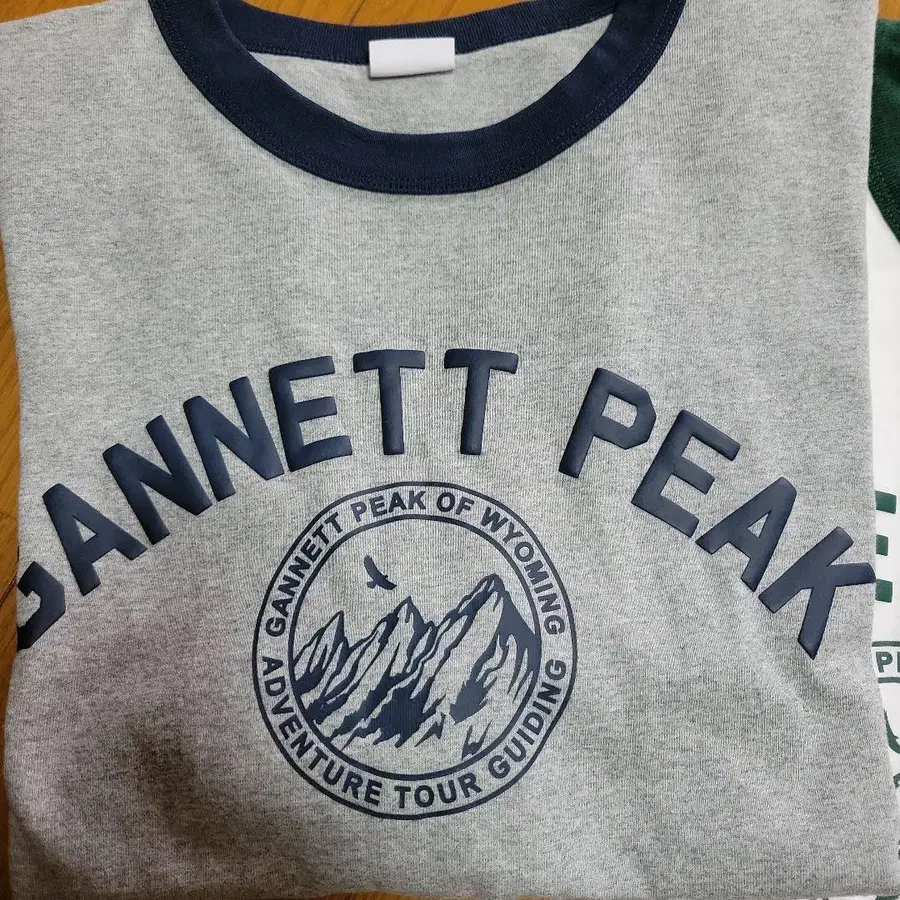 GANNETT PEAK
GANNETT PEAK OF WYOMING
ADVENTURE TOUR GUIDING